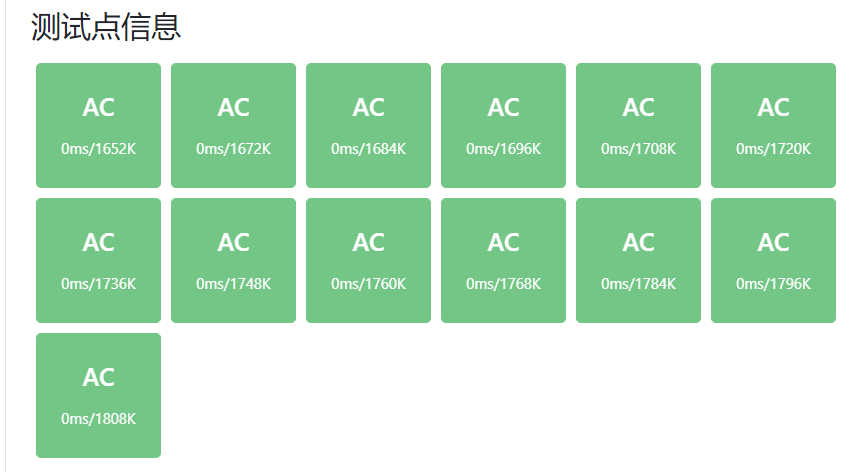 测试点信息
AC AC AC AC AC AC
0ms/1652K 0ms/1672K 0ms/1684K 0ms/1696K 0ms/1708K 0ms/1720K
AC AC AC AC AC AC
0ms/1736K 0ms/1748K 0ms/1760K 0ms/1768K 0ms/1784K 0ms/1796K
AC
0ms/1808K